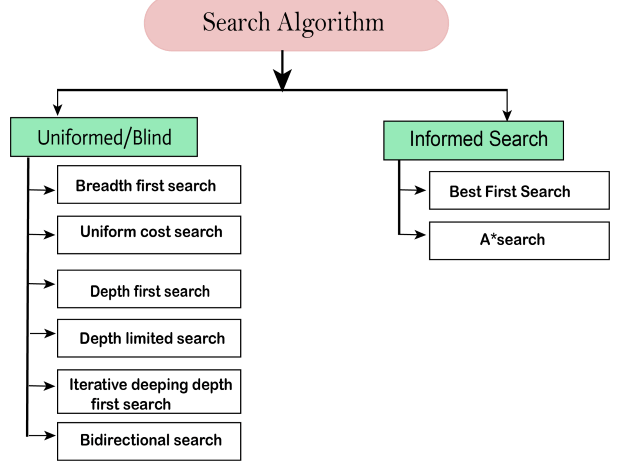 Search Algorithm
Uniformed/Blind
Informed Search
Breadth first search
Uniform cost search
Depth first search
Depth limited search
Iterative deeping depth
first search
Bidirectional search
Best First Search
A*search